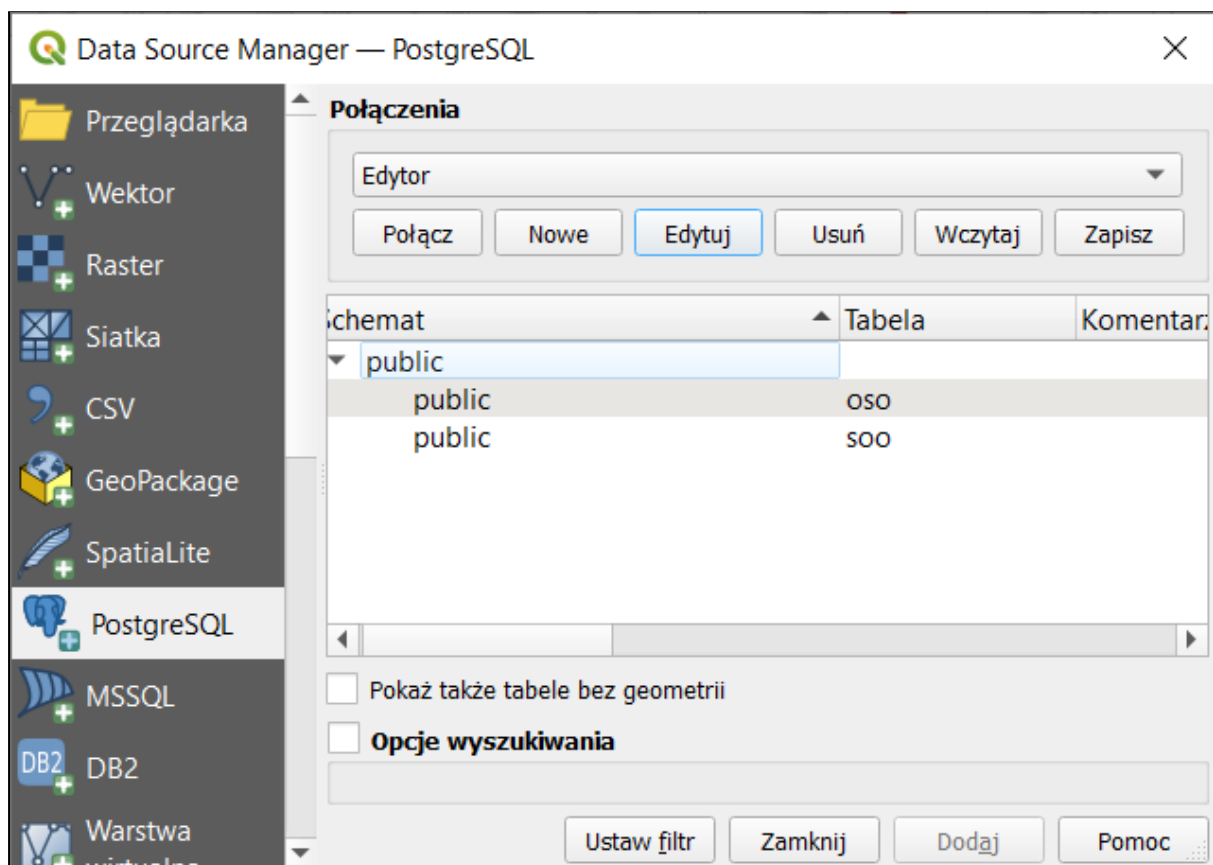 Data Source Manager — PostgreSQL
Przeglądarka
Wektor
Raster
Siatka
CSV
GeoPackage
SpatiaLite
PostgreSQL
MSSQL
DB2
DB2
Warstwa
Połączenia
Edytor
Połącz Nowe Edytuj Usuń Wczytaj Zapisz
Schemat Tabela Komentarz
public
public oso
public soo
Pokaż także tabele bez geometrii
Opcje wyszukiwania
Ustaw filtr Zamknij Dodaj Pomoc